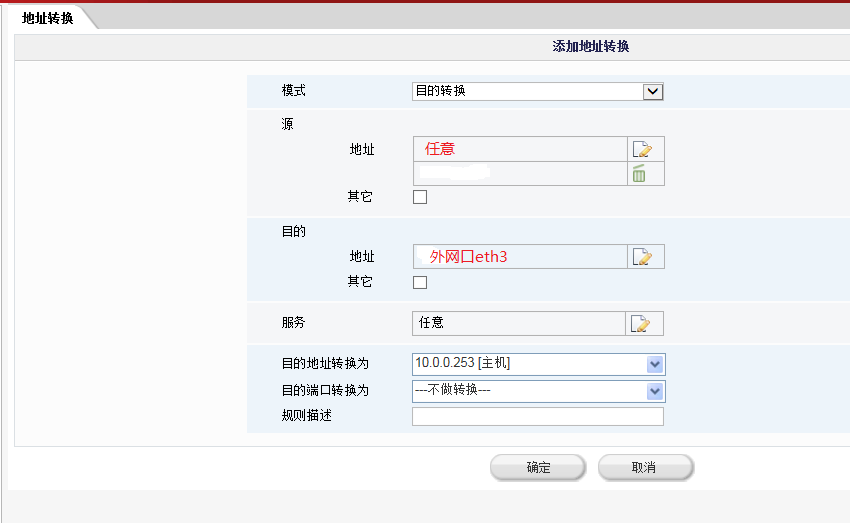 地址转换
添加地址转换
模式 目的转换
源
地址 任意
其它
目的
地址 外网口eth3
其它
服务 任意
目的地址转换为 10.0.0.253 [主机]
目的端口转换为 ---不做转换---
规则描述
确定 取消